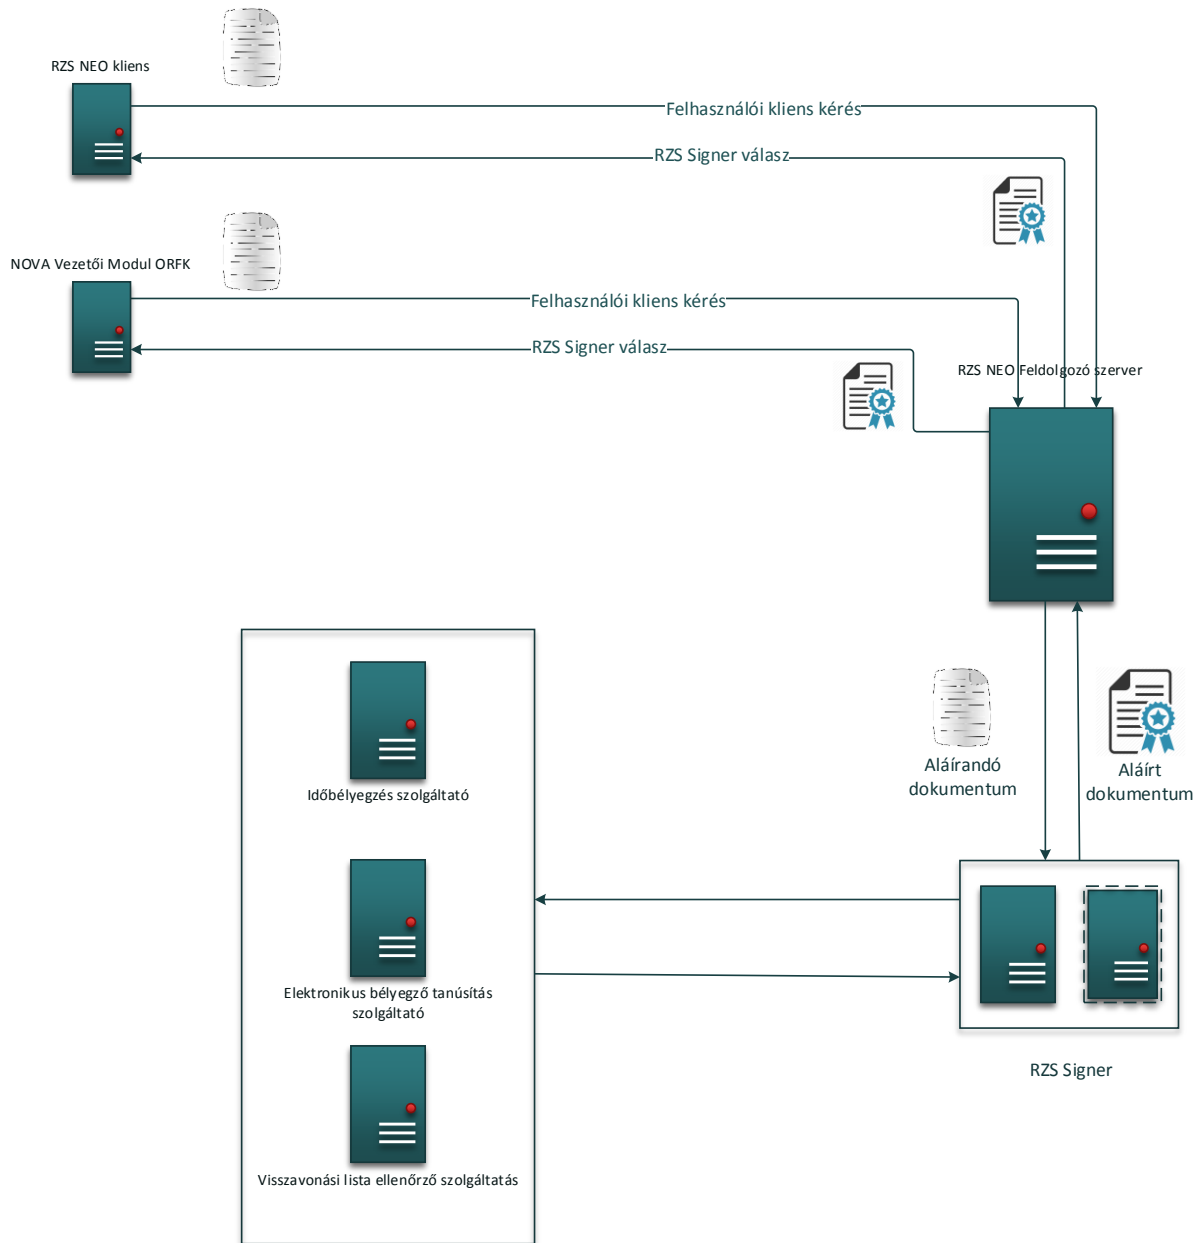 RZS NEO kliens
Felhasználói kliens kérés
RZS Signer válasz
NOVA Vezetői Modul ORFK
Felhasználói kliens kérés
RZS Signer válasz
RZS NEO Feldolgozó szerver
Aláírandó
dokumentum
Aláírt
dokumentum
Időbélyegzés szolgáltató
Elektronikus bélyegző tanúsítás
szolgáltató
RZS Signer
Visszavonási lista ellenőrző szolgáltatás